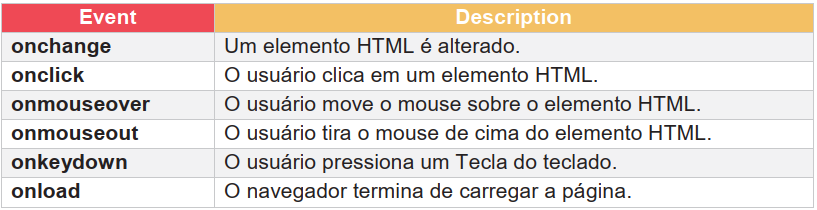 Event Description
onchange Um elemento HTML é alterado.
onclick O usuário clica em um elemento HTML.
onmouseover O usuário move o mouse sobre o elemento HTML.
onmouseout O usuário tira o mouse de cima do elemento HTML.
onkeydown O usuário pressiona um Tecla do teclado.
onload O navegador termina de carregar a página.